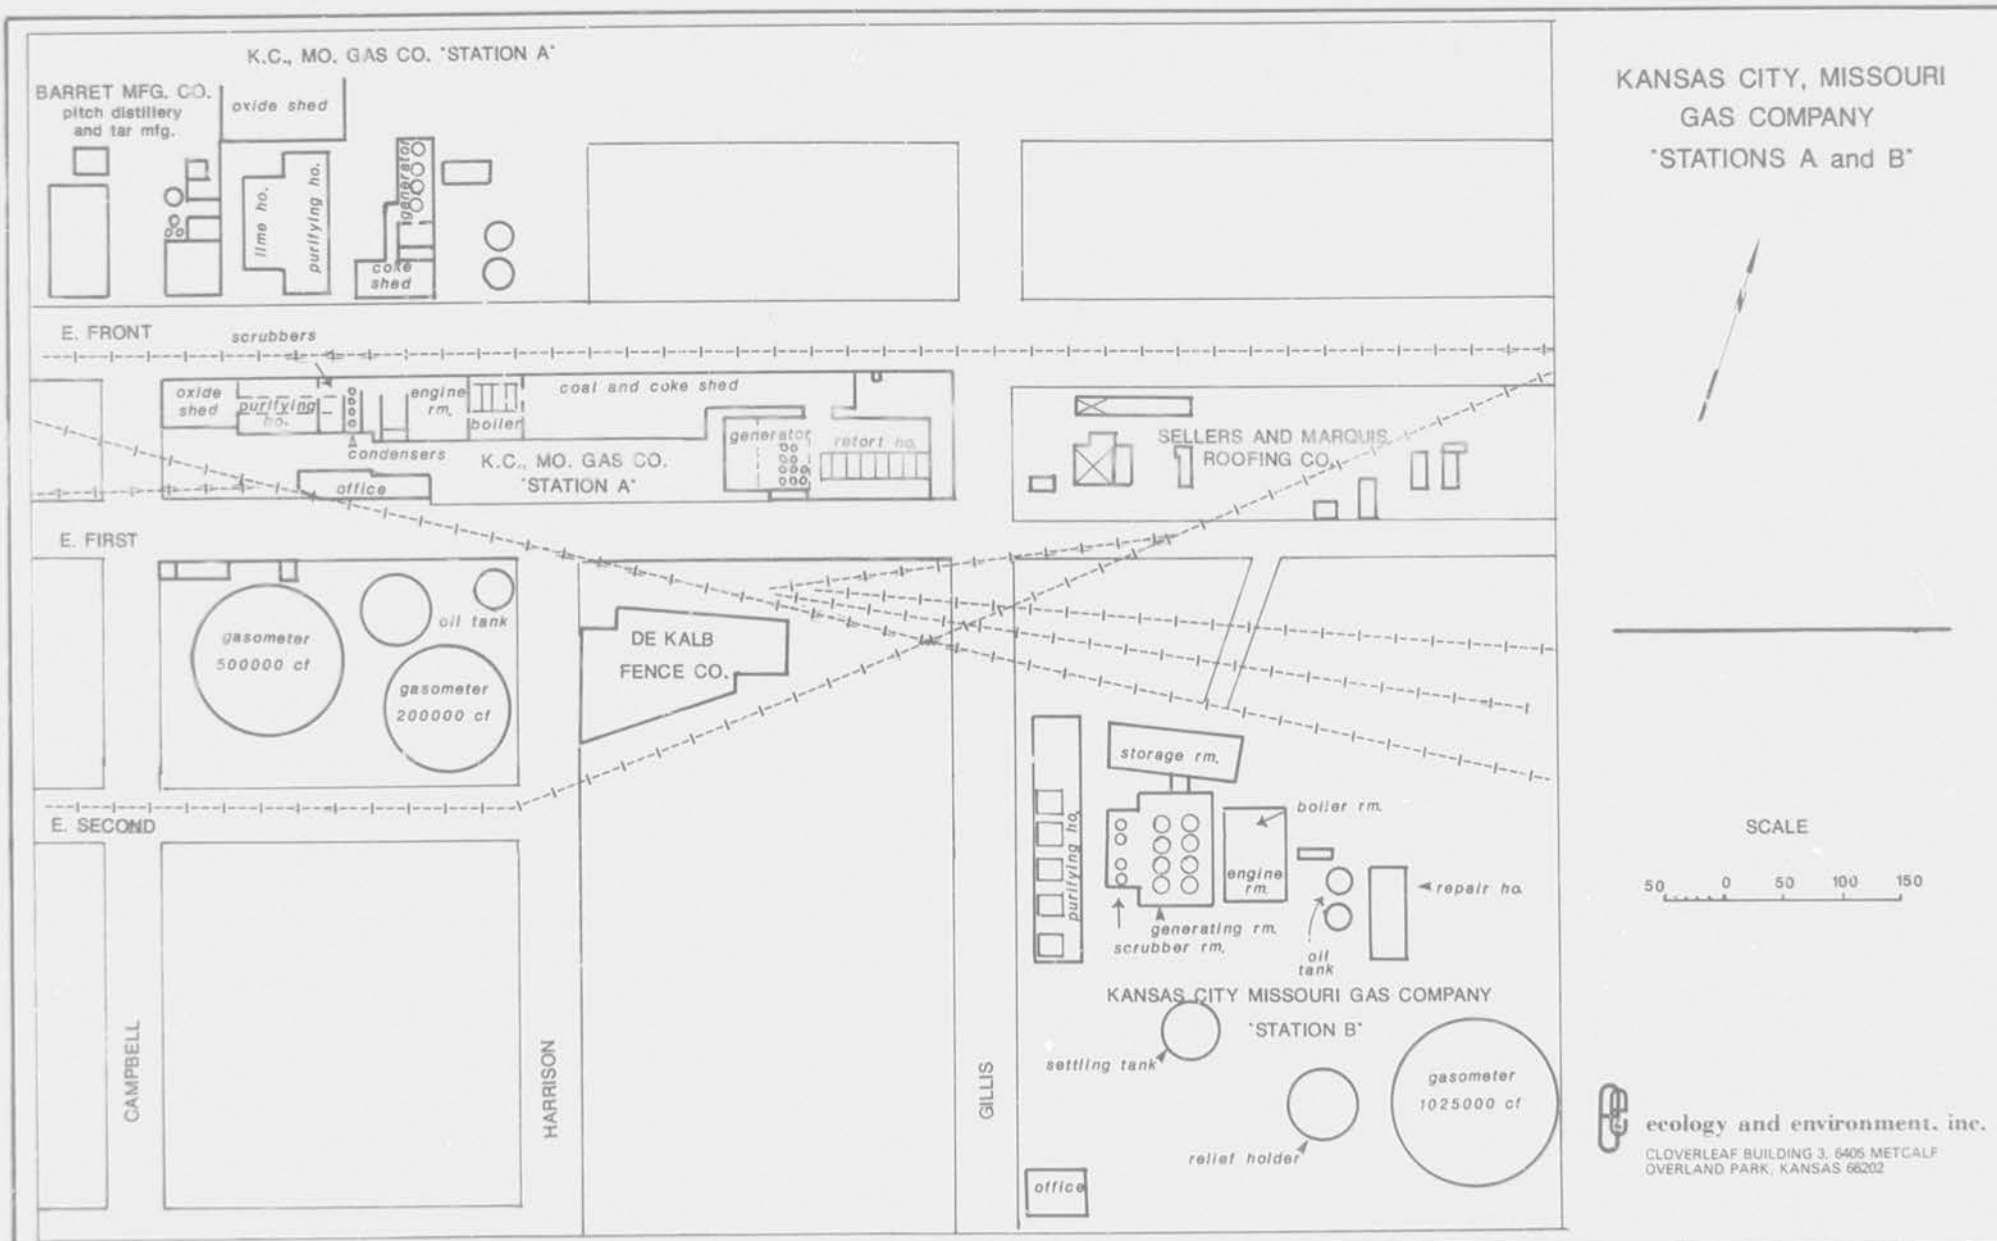 K.C., MO. GAS CO. "STATION A"
BARRET MFG. CO.
pitch distillery
and tar mfg.
oxide shed
lime ho.
purifying ho.
generator
coke
shed
KANSAS CITY, MISSOURI
GAS COMPANY
"STATIONS A and B"
N
E. FRONT
scrubbers
oxide
shed
purifying
ho.
engine
rm.
boiler
coal and coke shed
condensers
generator
retort ho.
K.C., MO. GAS CO.
"STATION A"
office
SELLERS AND MARQUIS
ROOFING CO.
E. FIRST
gasometer
500000 cf
oil tank
gasometer
200000 cf
DE KALB
FENCE CO.
E. SECOND
storage rm.
purifying ho.
boiler rm.
engine
rm.
repair ho.
generating rm.
scrubber rm.
oil
tank
KANSAS CITY MISSOURI GAS COMPANY
"STATION B"
settling tank
relief holder
gasometer
1025000 cf
office
CAMPBELL
HARRISON
GILLIS
SCALE
50 0 50 100 150
ecology and environment, inc.
CLOVERLEAF BUILDING 3, 6405 METCALF
OVERLAND PARK, KANSAS 66202